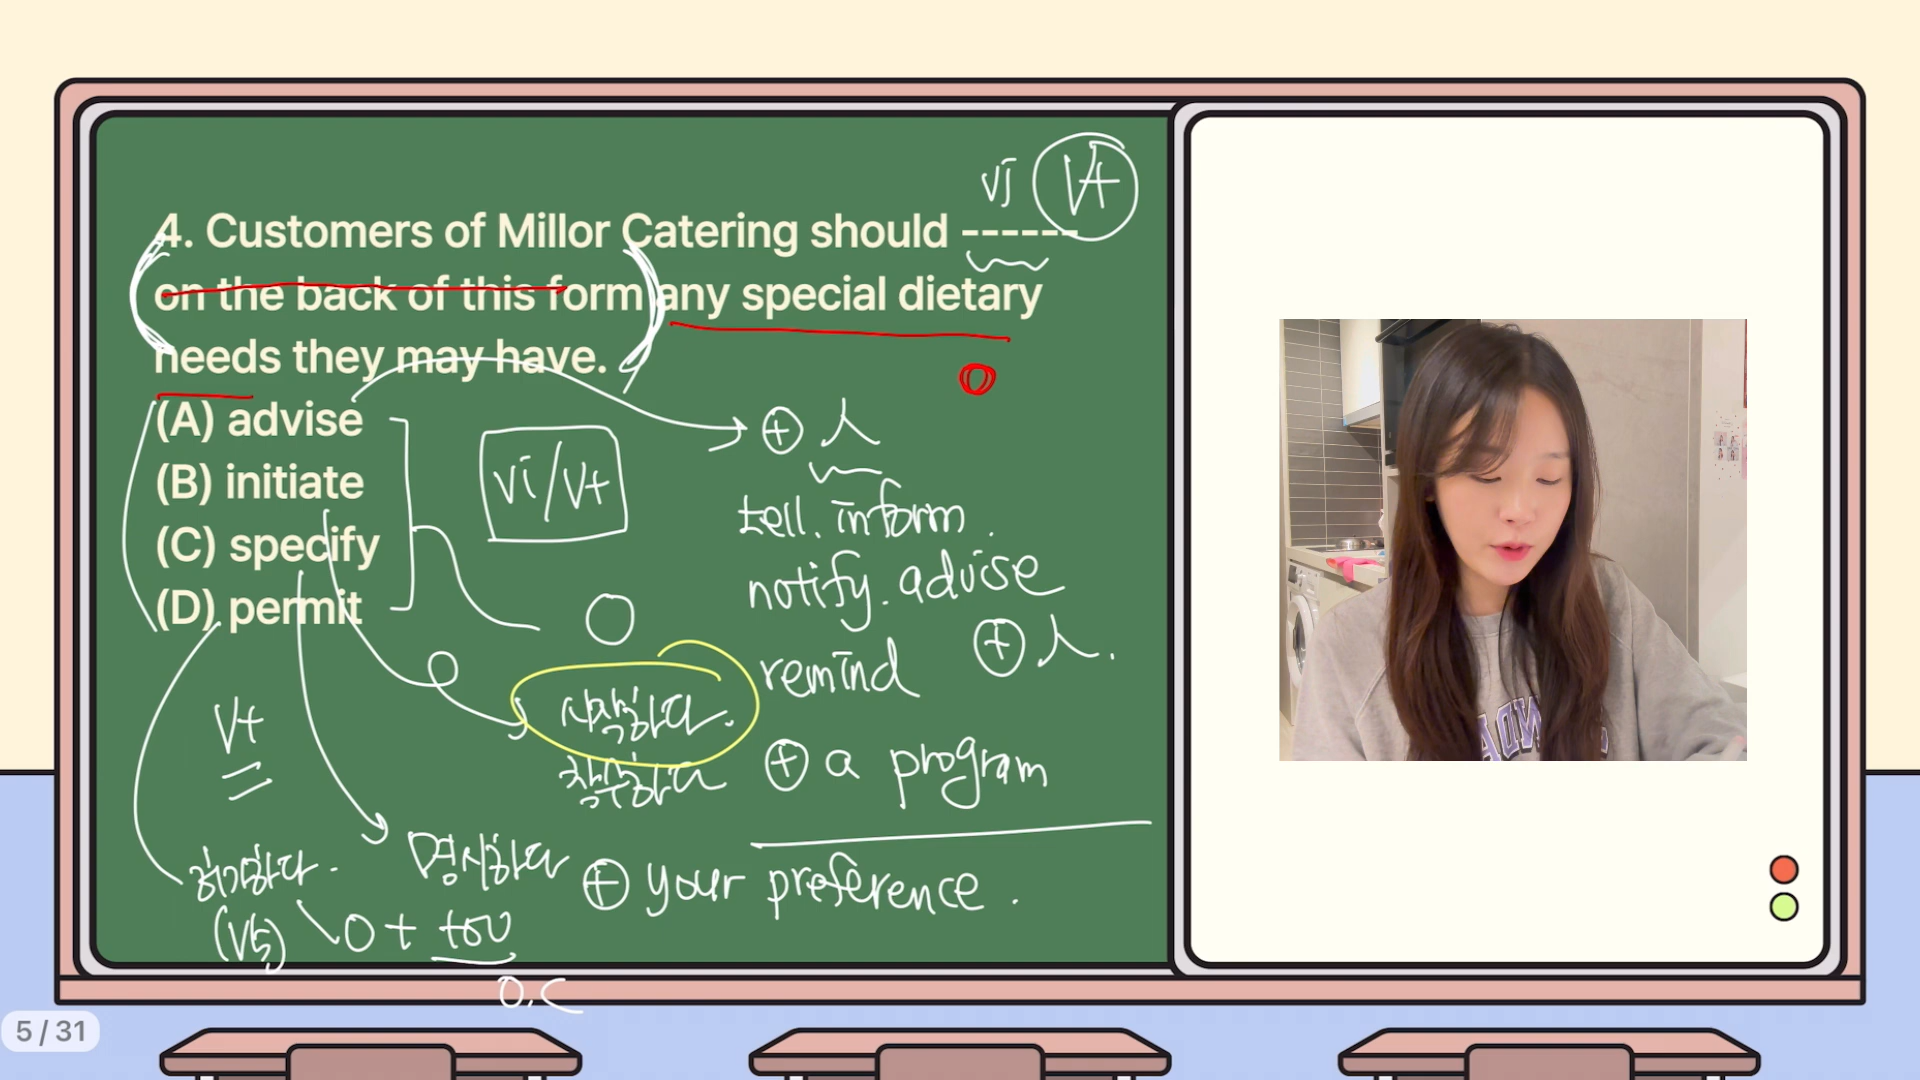 vi Vt
4. Customers of Millor Catering should ------
on the back of this form any special dietary
needs they may have.
O
(A) advise
(B) initiate
(C) specify
(D) permit
vi/Vt
⊕ 人
tell. inform.
notify. advise
remind ⊕ 人.
시작하다.
착수하다 ⊕ a program
Vt
허가하다. 명시하다 ⊕ your preference.
(V5) O + toV
O.C
5 / 31